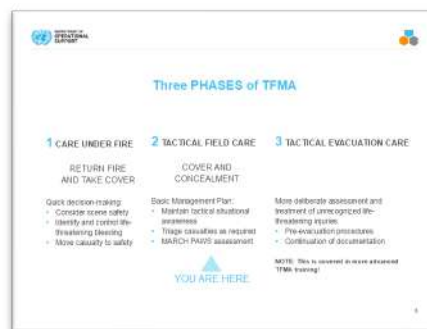 DEPARTMENT OF
OPERATIONAL
SUPPORT
Three PHASES of TFMA
1 CARE UNDER FIRE
RETURN FIRE
AND TAKE COVER
Quick decision-making:
• Consider scene safety
• Identify and control life-
threatening bleeding
• Move casualty to safety
2 TACTICAL FIELD CARE
COVER AND
CONCEALMENT
Basic Management Plan:
• Maintain tactical situational
awareness
• Triage casualties as required
• MARCH PAWS assessment
YOU ARE HERE
3 TACTICAL EVACUATION CARE
More deliberate assessment and
treatment of unrecognized life-
threatening injuries:
• Pre-evacuation procedures
• Continuation of documentation
NOTE: This is covered in more advanced
TFMA training!